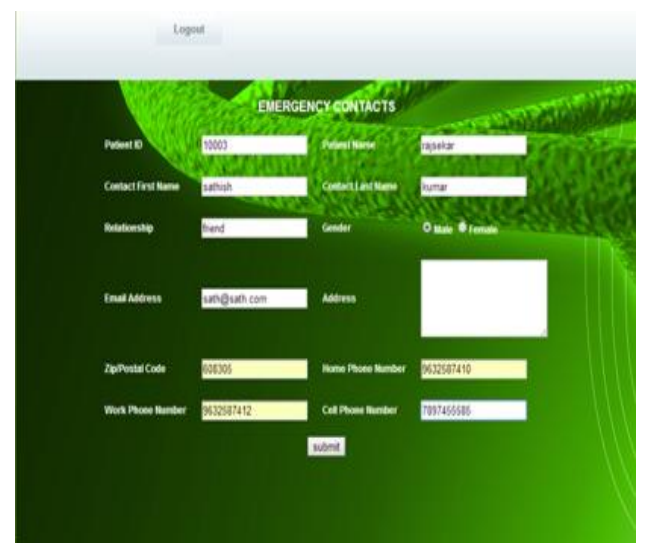 Logout
EMERGENCY CONTACTS
Patient ID 10003 Patient Name rajsekar
Contact First Name sathish Contact Last Name kumar
Relationship friend Gender Male Female
Email Address sath@sath.com Address
Zip/Postal Code 608305 Home Phone Number 9632587410
Work Phone Number 9632587412 Cell Phone Number 7897455585
submit